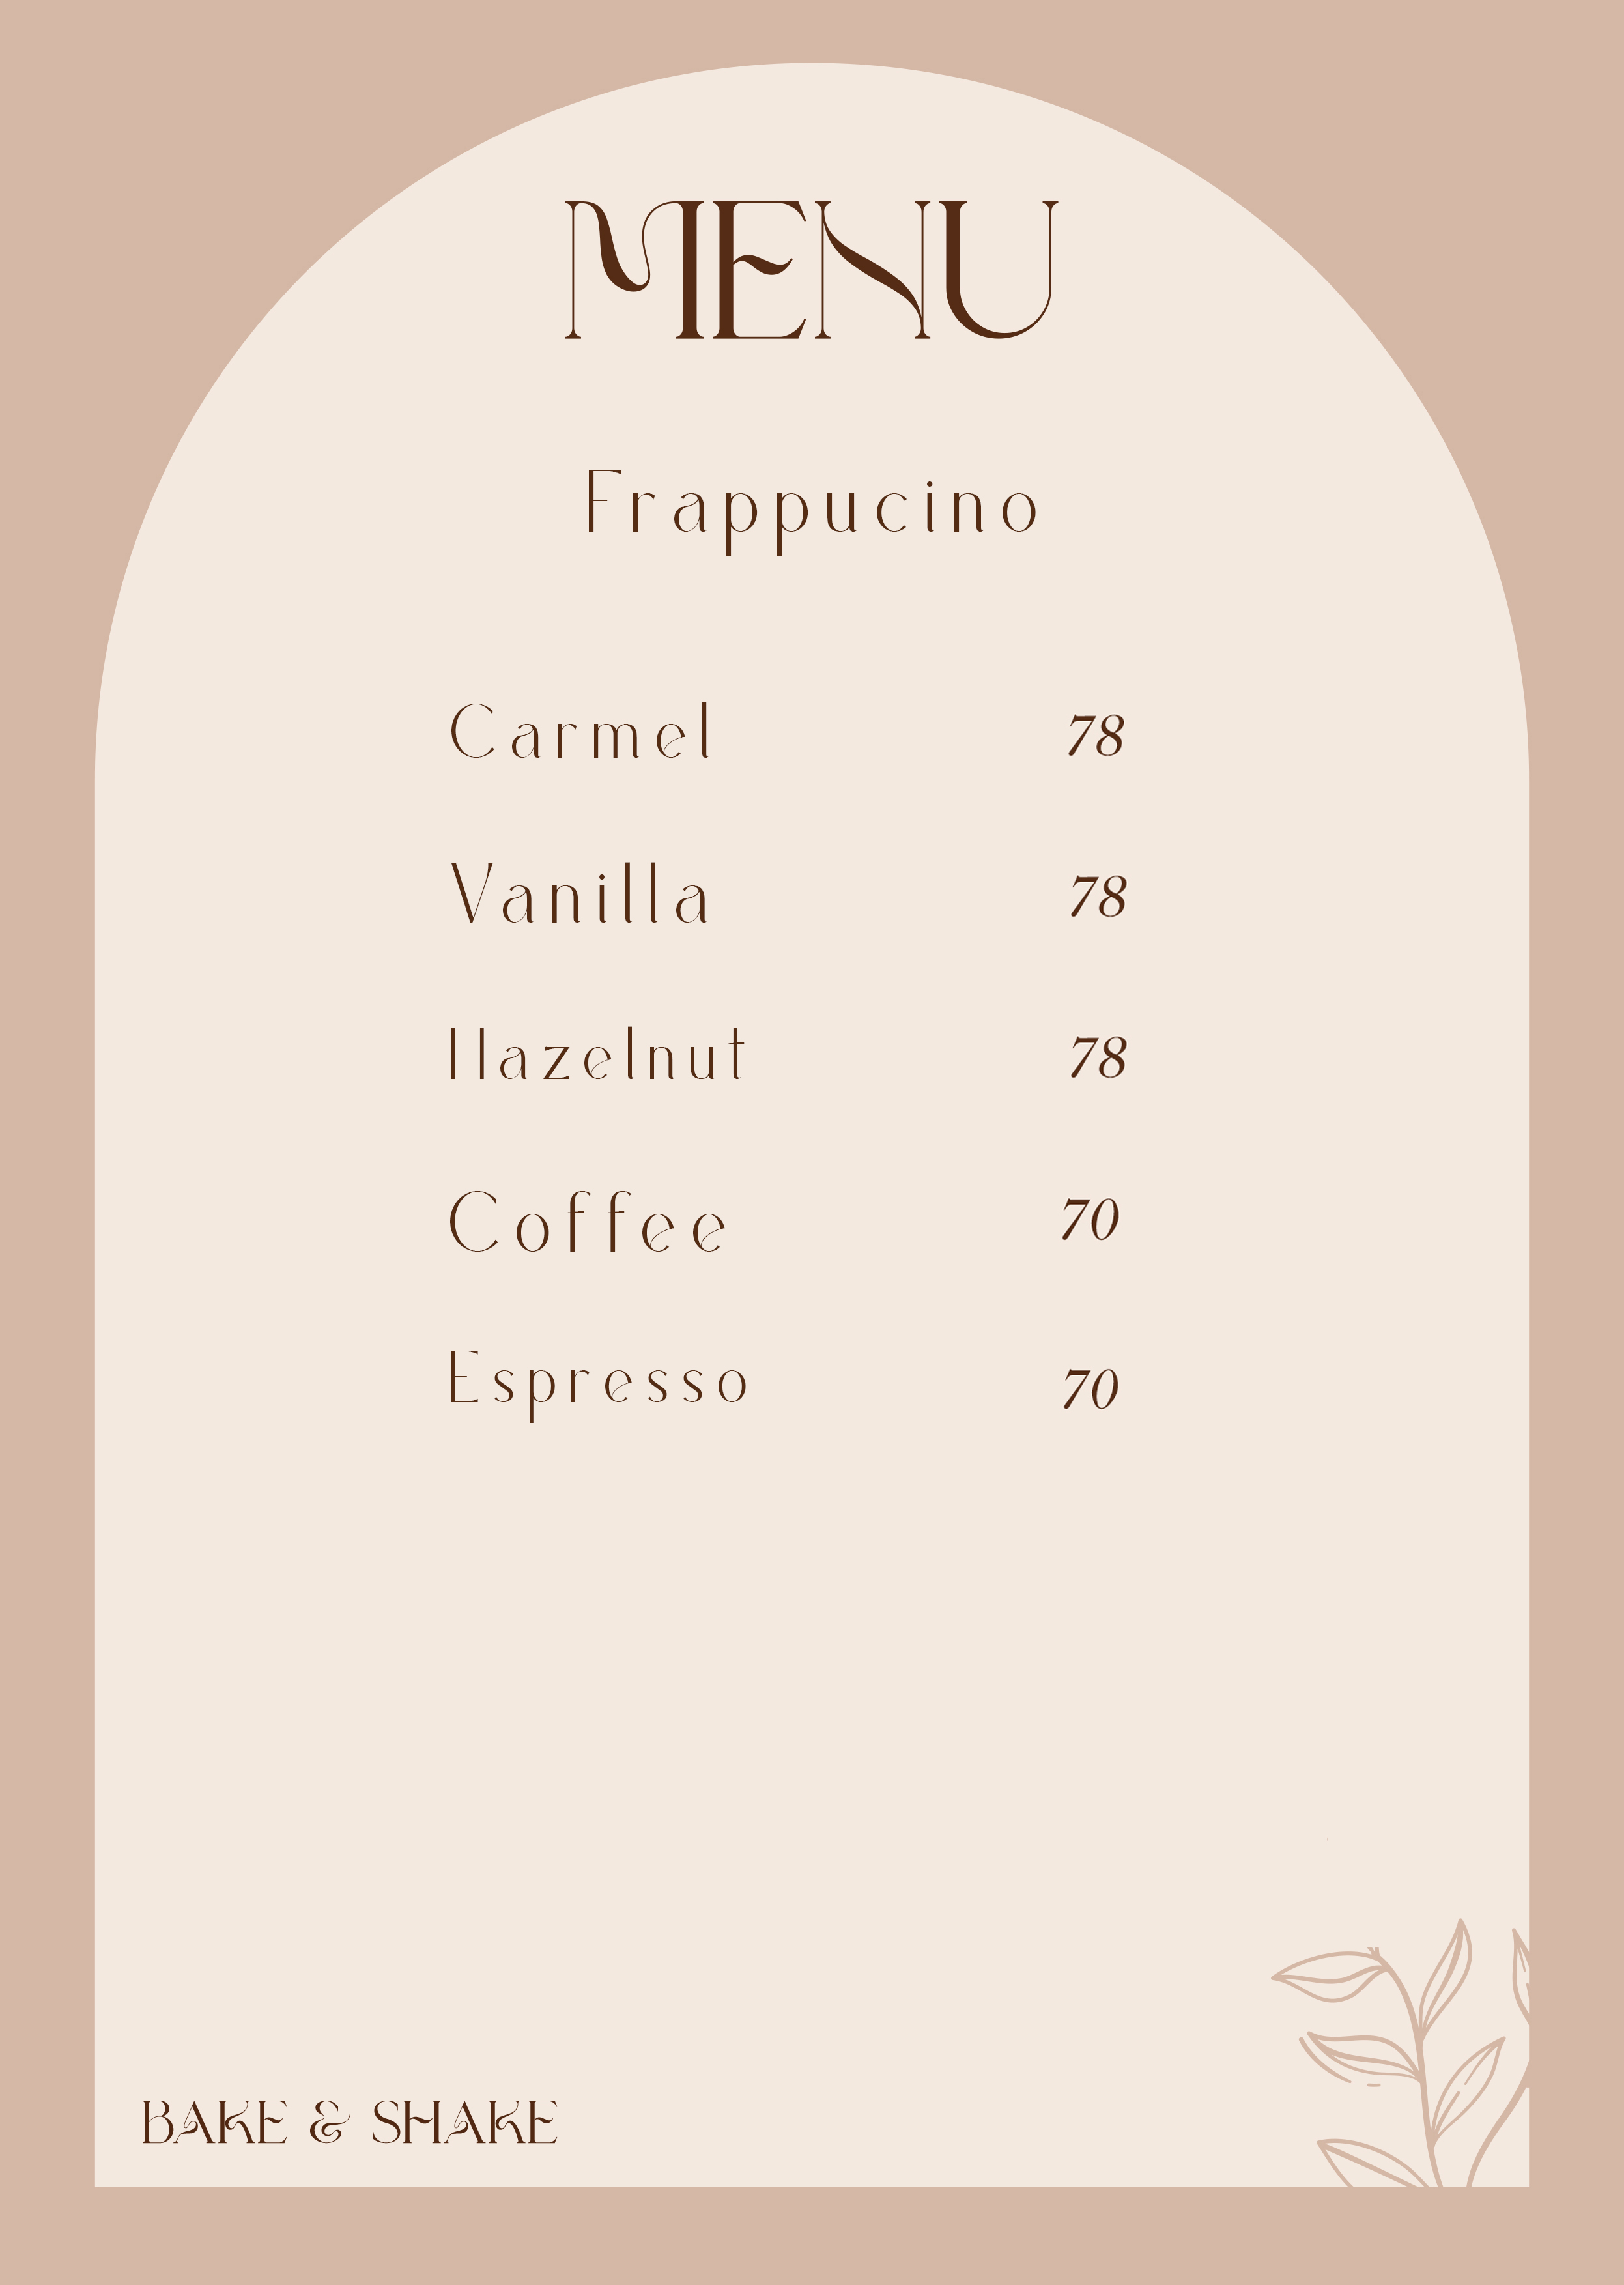 MENU
Frappucino
Carmel 78
Vanilla 78
Hazelnut 78
Coffee 70
Espresso 70
BAKE & SHAKE